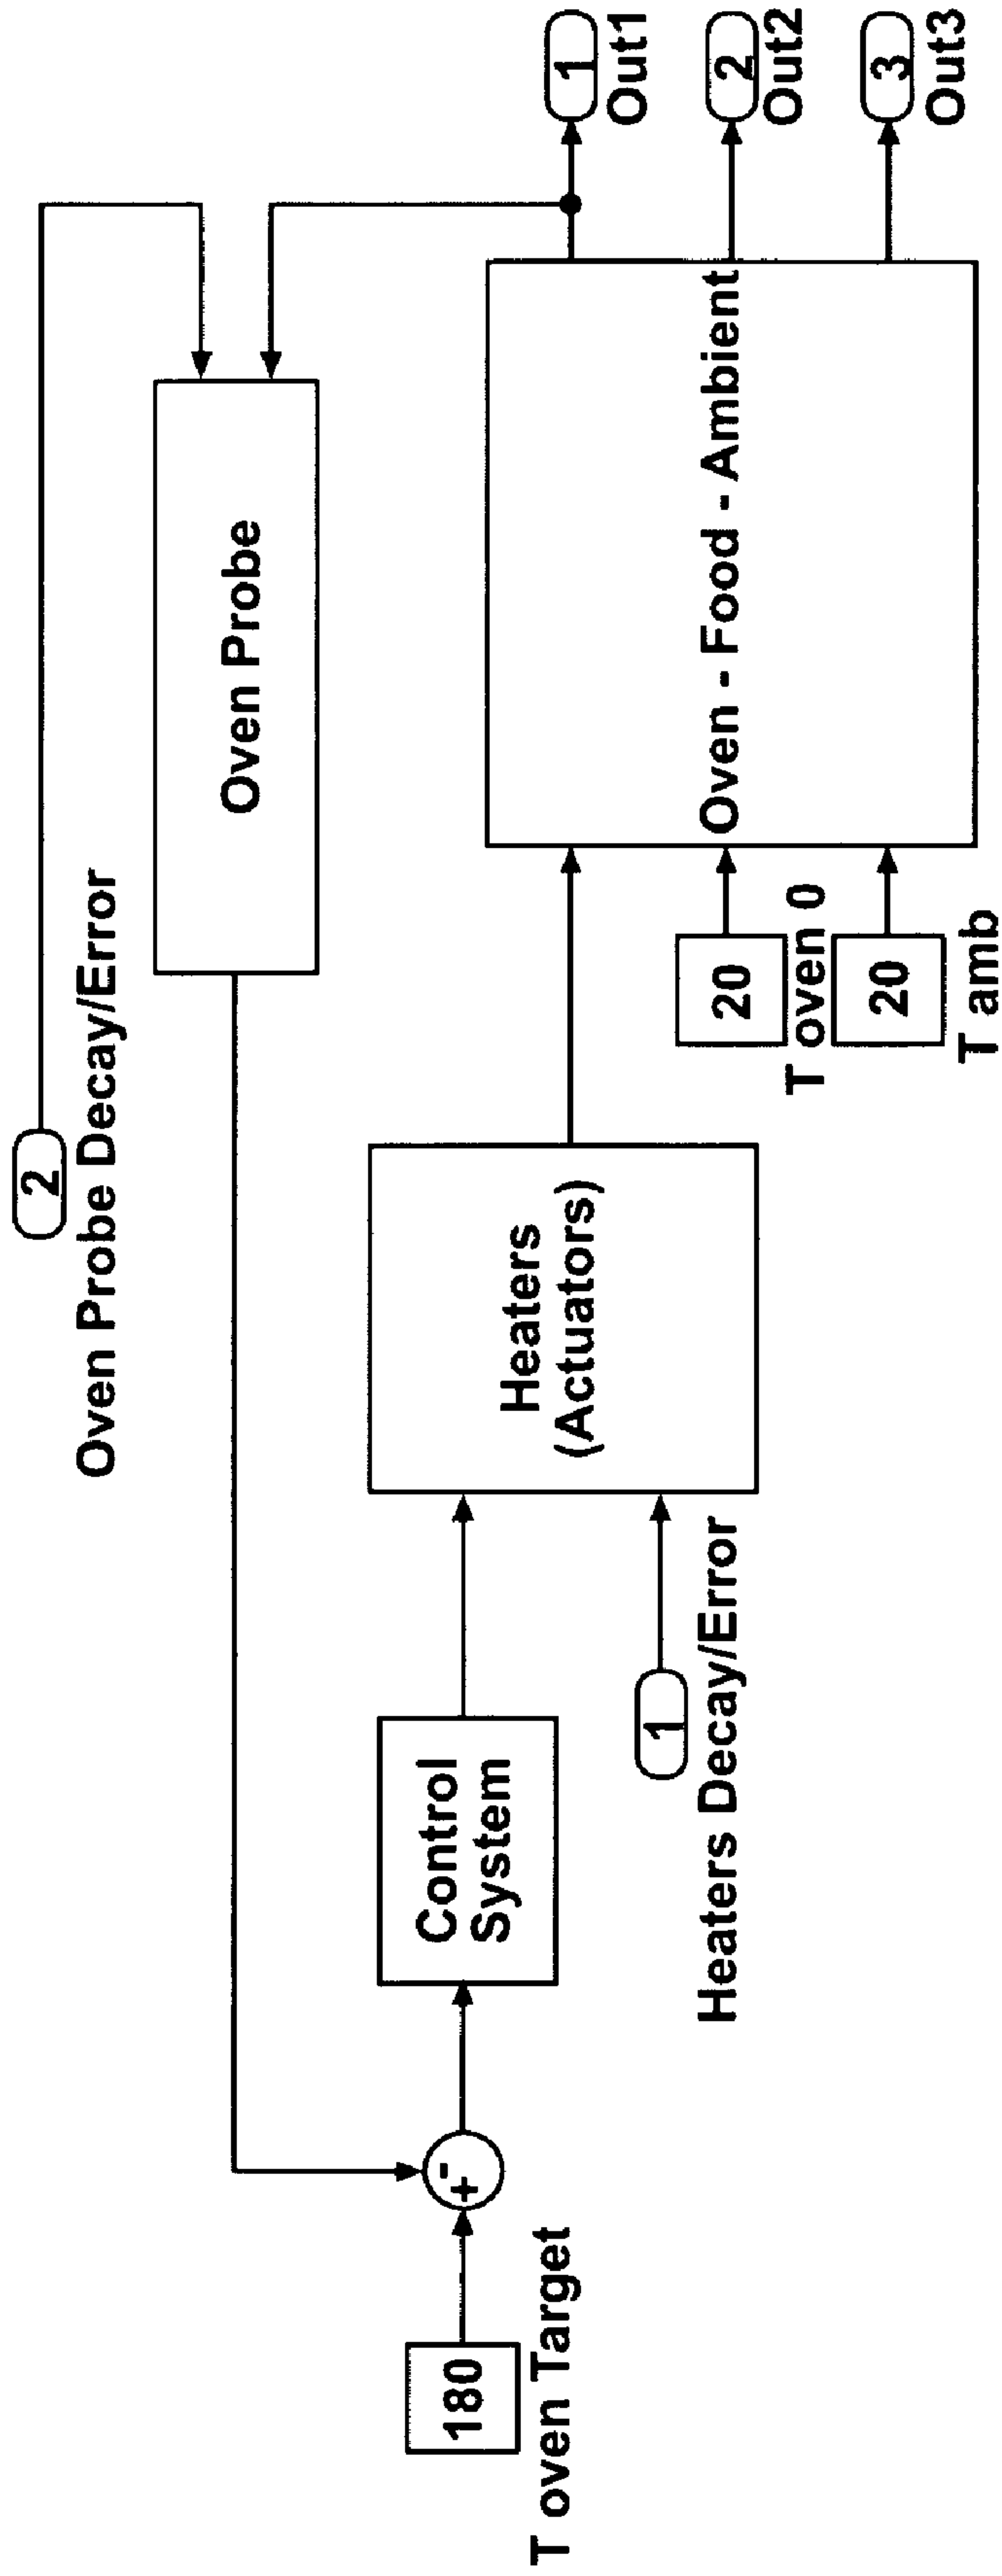 2
Oven Probe Decay/Error
Oven Probe
180
T oven Target
+
-
Control
System
1
Heaters Decay/Error
Heaters
(Actuators)
20
T oven 0
20
T amb
Oven - Food - Ambient
1
Out1
2
Out2
3
Out3